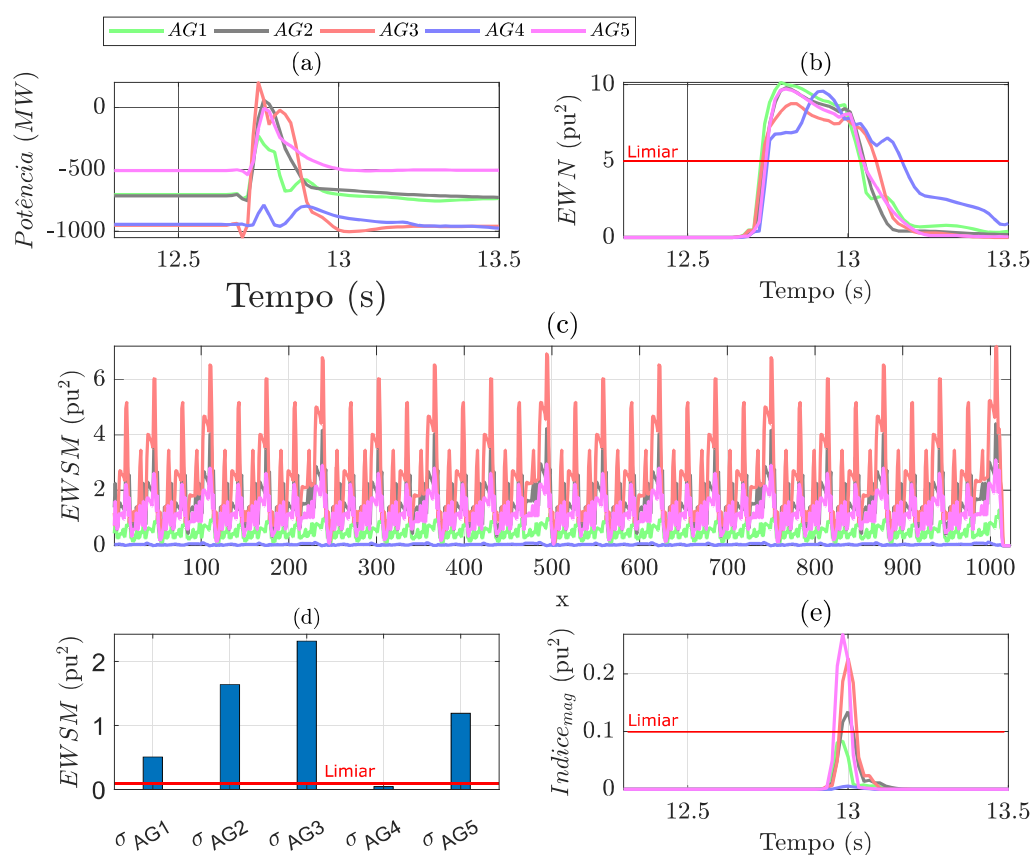 AG1 AG2 AG3 AG4 AG5
(a)
Potência (MW)
0
-500
-1000
12.5 13 13.5
Tempo (s)
(b)
EWN (pu²)
10
5
0
Limiar
12.5 13 13.5
Tempo (s)
(c)
EWSM (pu²)
6
4
2
0
100 200 300 400 500 600 700 800 900 1000
x
(d)
EWSM (pu²)
2
1
0
Limiar
σ AG1 σ AG2 σ AG3 σ AG4 σ AG5
(e)
Indicemag (pu²)
0.2
0.1
0
Limiar
12.5 13 13.5
Tempo (s)